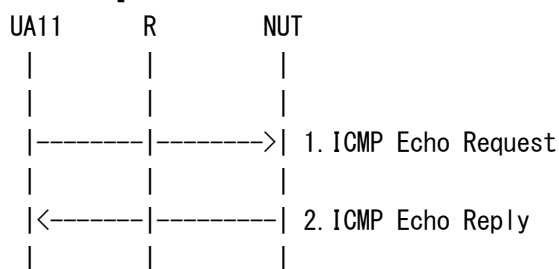 UA11 R NUT
| | |
| | |
|--------|-------->| 1. ICMP Echo Request
| | |
|<-------|---------| 2. ICMP Echo Reply
| | |